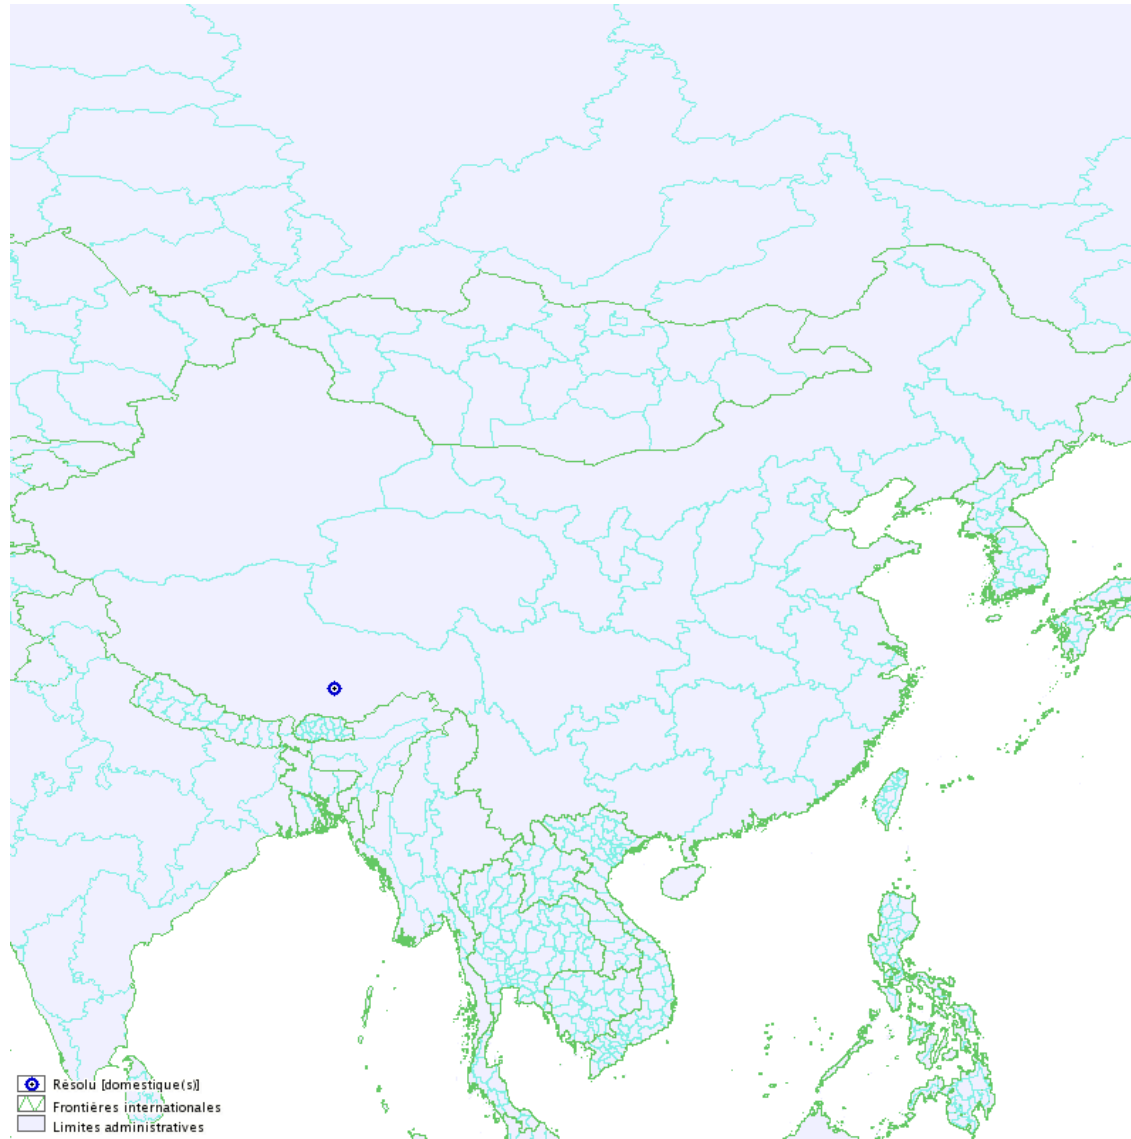 Résolu [domestique(s)]
Frontières internationales
Limites administratives